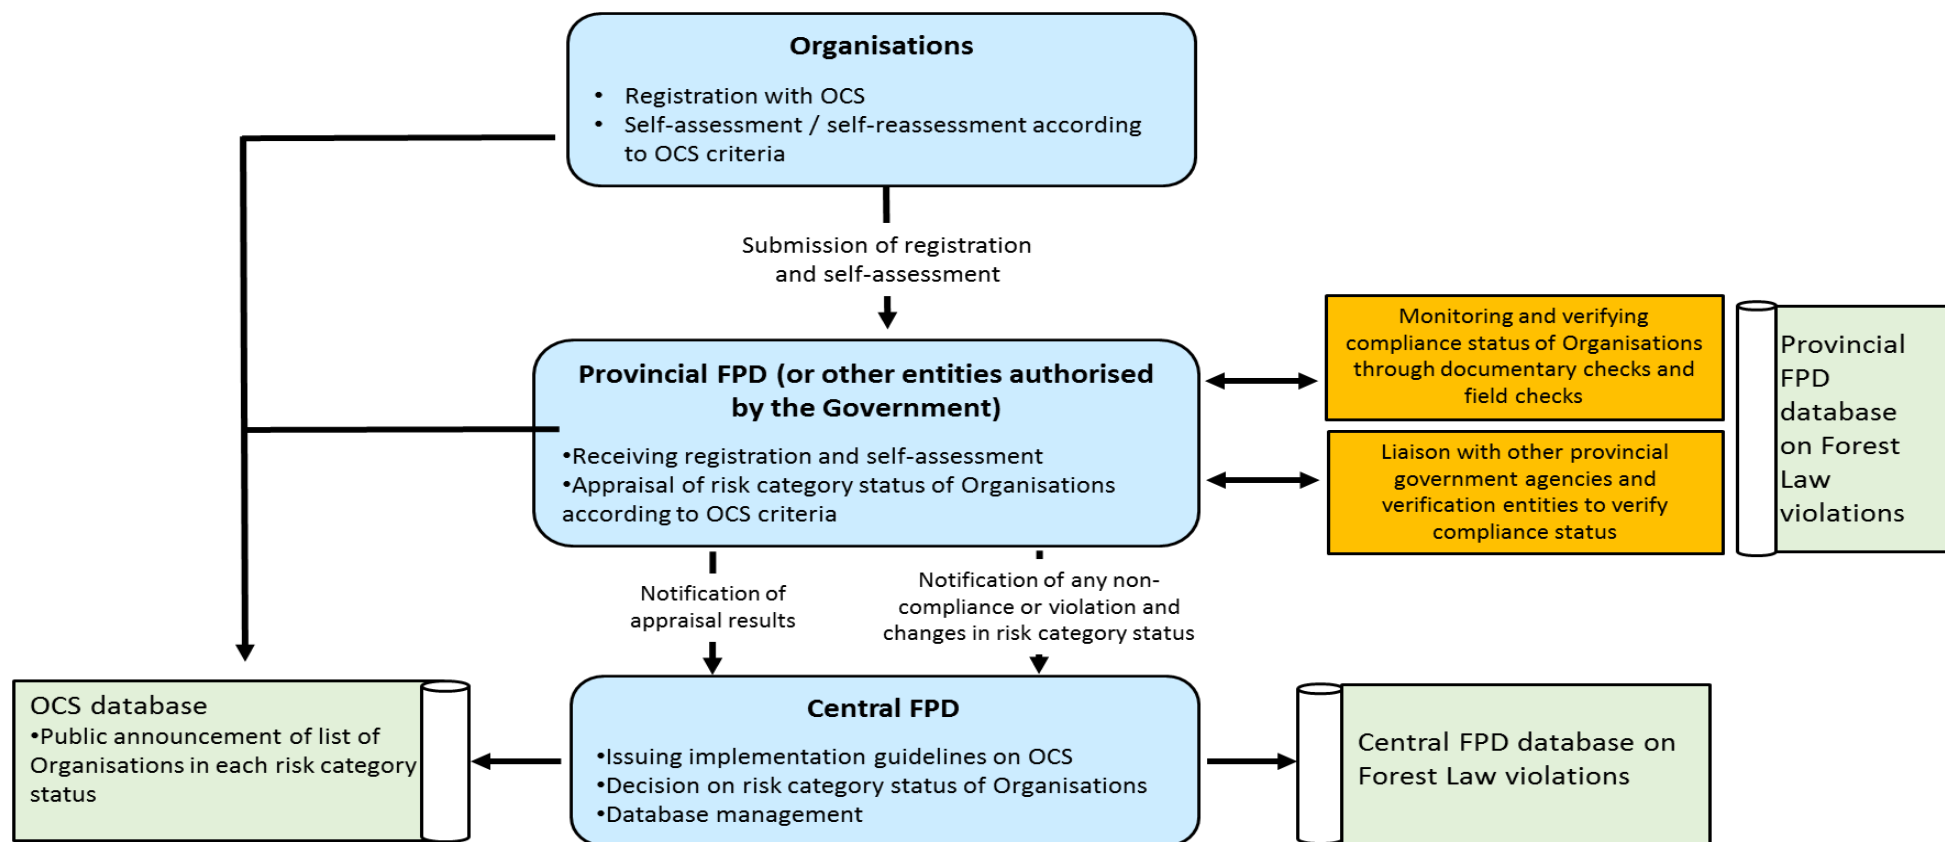 Organisations
• Registration with OCS
• Self-assessment / self-reassessment according
to OCS criteria
Submission of registration
and self-assessment
Provincial FPD (or other entities authorised
by the Government)
•Receiving registration and self-assessment
•Appraisal of risk category status of Organisations
according to OCS criteria
Monitoring and verifying
compliance status of Organisations
through documentary checks and
field checks
Liaison with other provincial
government agencies and
verification entities to verify
compliance status
Provincial
FPD
database
on Forest
Law
violations
Notification of
appraisal results
Notification of any non-
compliance or violation and
changes in risk category status
OCS database
•Public announcement of list of
Organisations in each risk category
status
Central FPD
•Issuing implementation guidelines on OCS
•Decision on risk category status of Organisations
•Database management
Central FPD database on
Forest Law violations